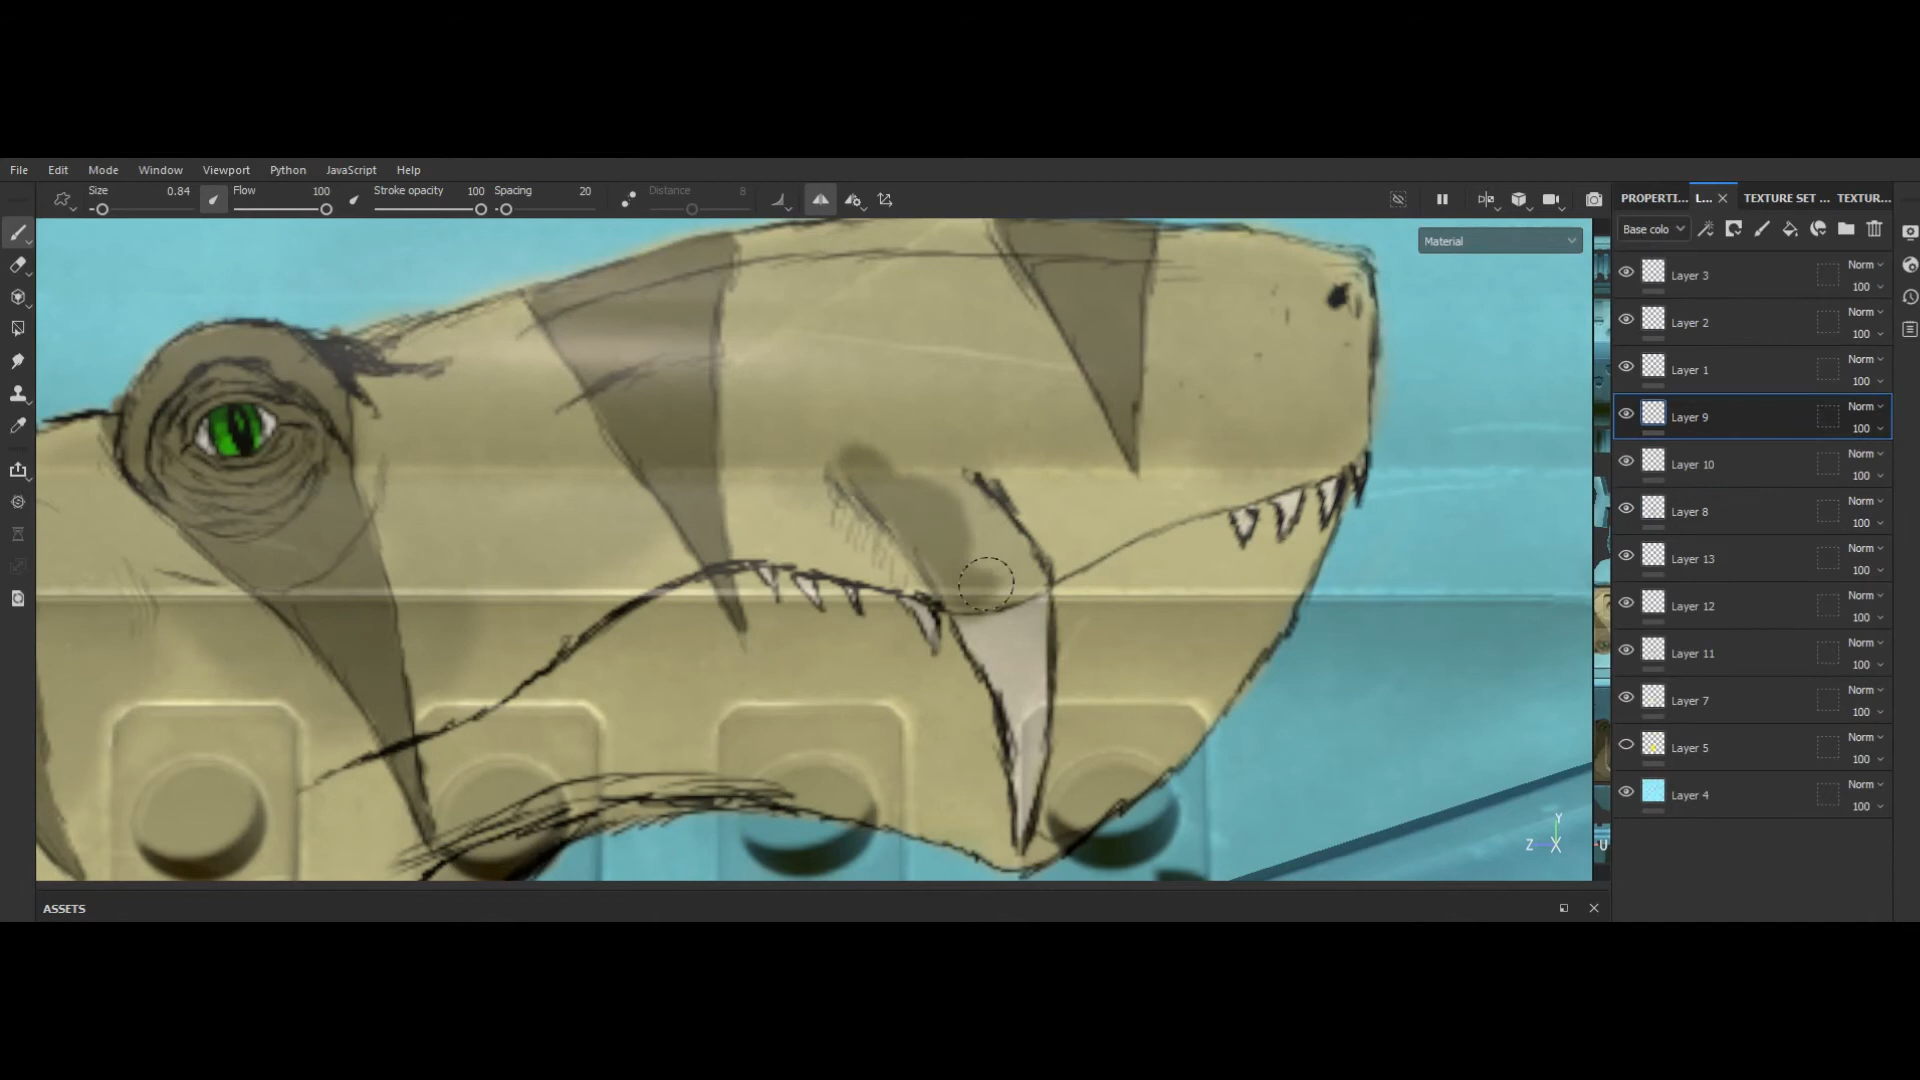 File Edit Mode Window Viewport Python JavaScript Help
Size 0.84 Flow 100 Stroke opacity 100 Spacing 20 Distance 8
PROPERTI... L... TEXTURE SET ... TEXTUR...
Base colo
Material
Layer 3 Norm 100
Layer 2 Norm 100
Layer 1 Norm 100
Layer 9 Norm 100
Layer 10 Norm 100
Layer 8 Norm 100
Layer 13 Norm 100
Layer 12 Norm 100
Layer 11 Norm 100
Layer 7 Norm 100
Layer 5 Norm 100
Layer 4 Norm 100
Y
Z X
U
ASSETS